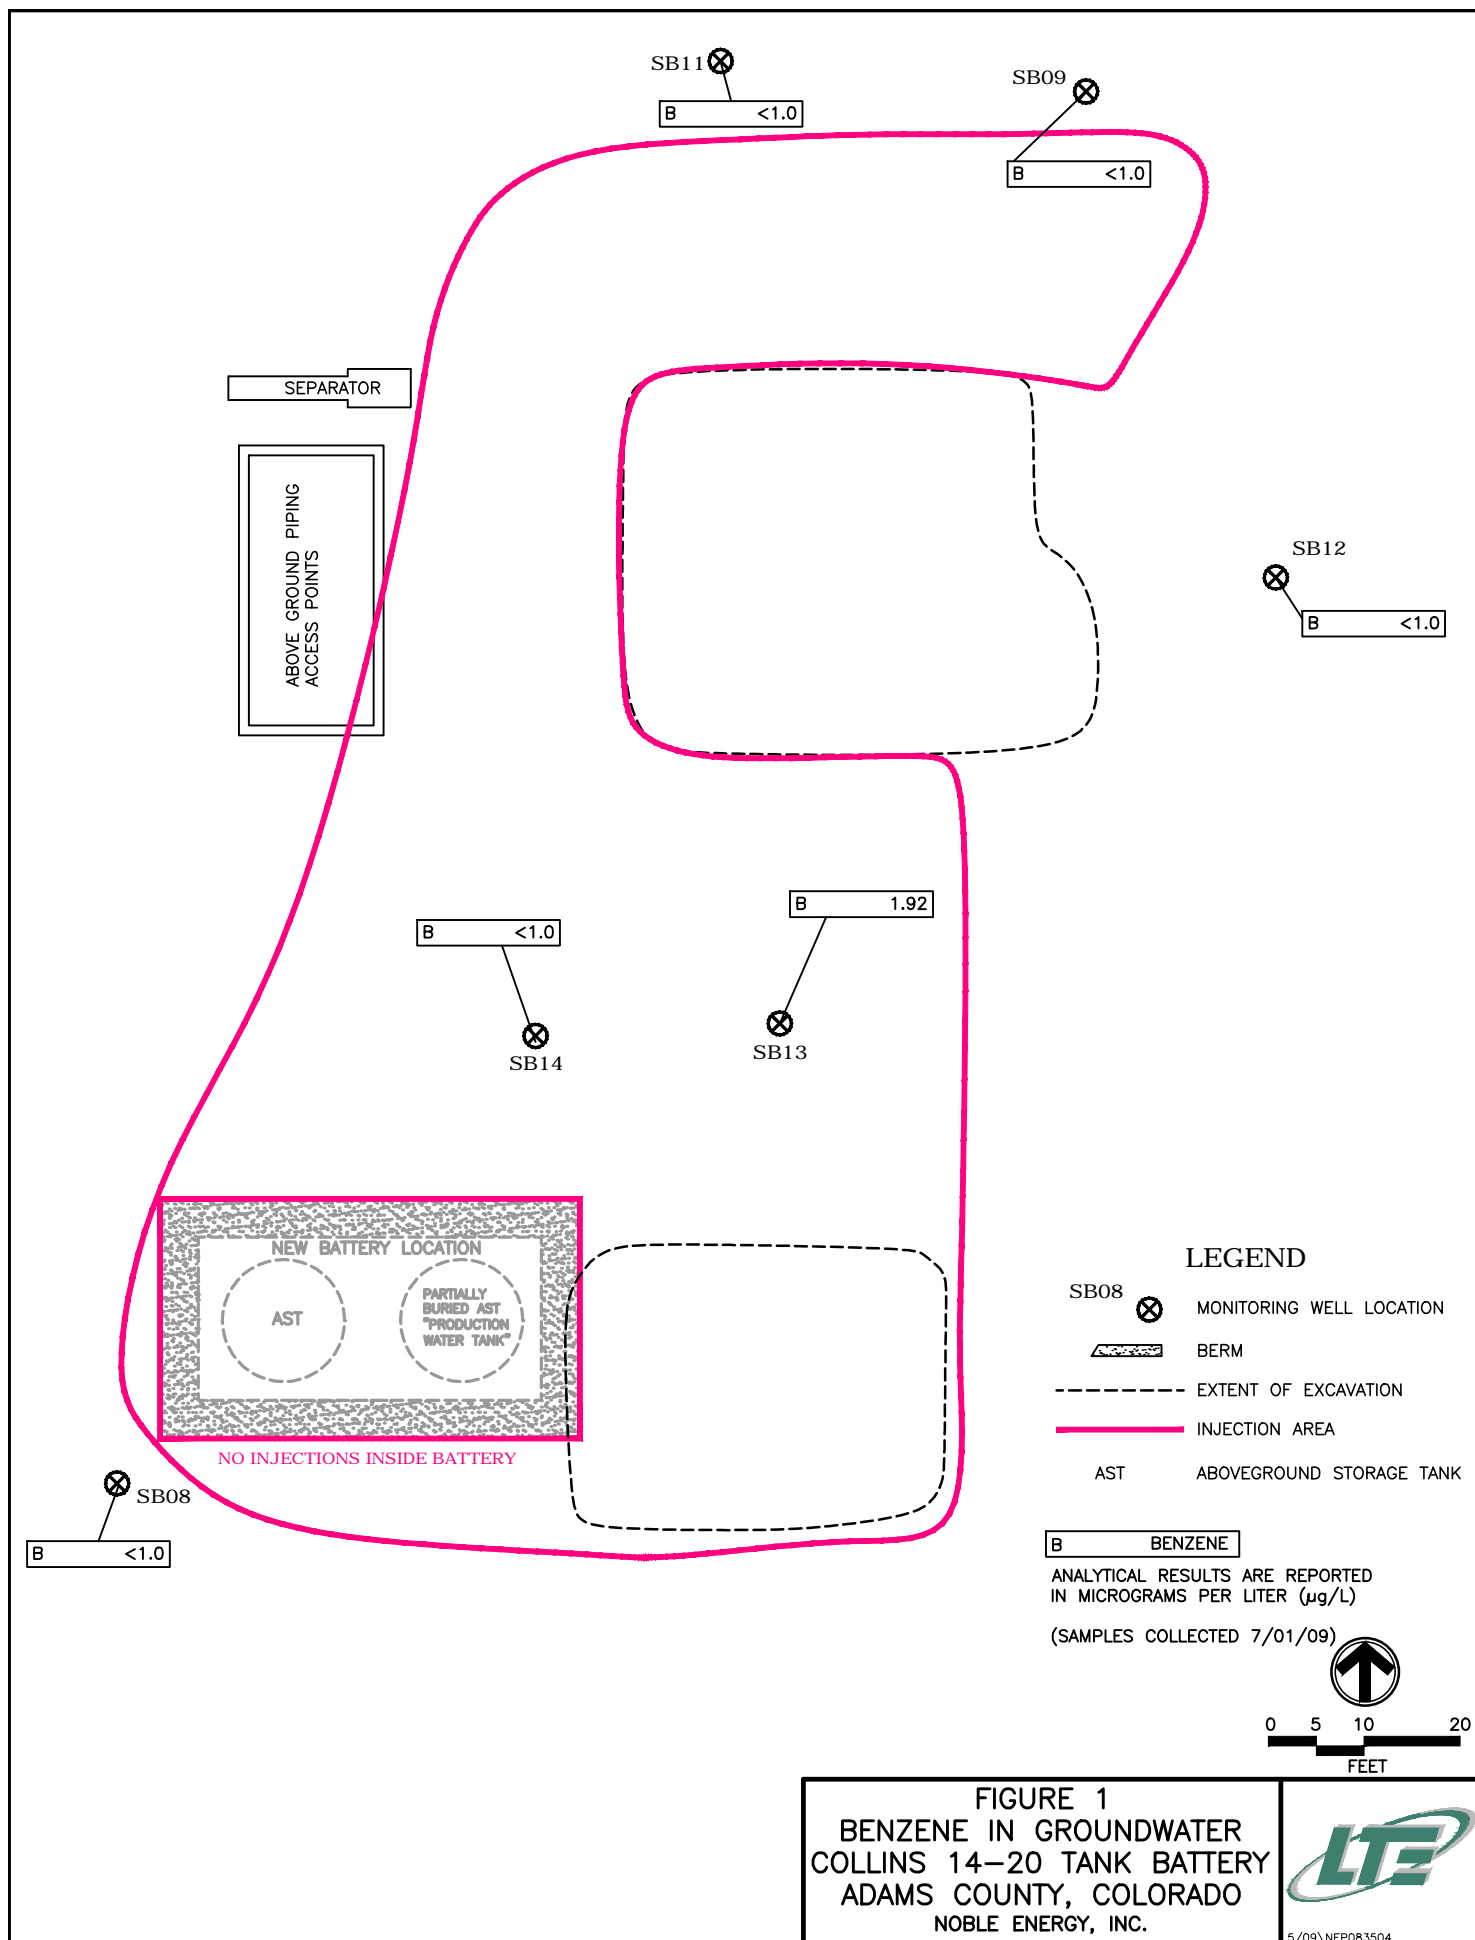 SB11
B <1.0
SB09
B <1.0
SEPARATOR
ABOVE GROUND PIPING
ACCESS POINTS
SB12
B <1.0
B 1.92
B <1.0
SB13
SB14
NEW BATTERY LOCATION
AST
PARTIALLY
BURIED AST
"PRODUCTION
WATER TANK"
NO INJECTIONS INSIDE BATTERY
SB08
B <1.0
LEGEND
SB08 MONITORING WELL LOCATION
BERM
EXTENT OF EXCAVATION
INJECTION AREA
AST ABOVEGROUND STORAGE TANK
B BENZENE
ANALYTICAL RESULTS ARE REPORTED
IN MICROGRAMS PER LITER (µg/L)
(SAMPLES COLLECTED 7/01/09)
0 5 10 20
FEET
FIGURE 1
BENZENE IN GROUNDWATER
COLLINS 14-20 TANK BATTERY
ADAMS COUNTY, COLORADO
NOBLE ENERGY, INC.
LTE
5/09\NEP083504